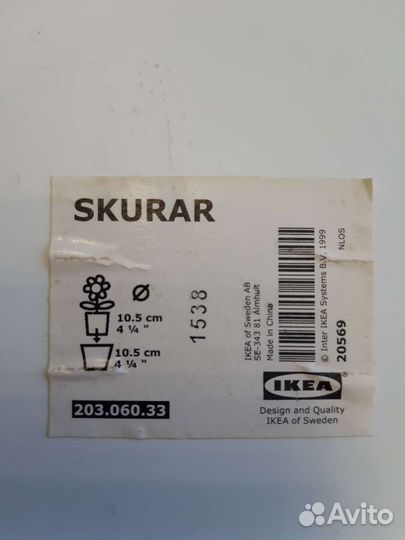 SKURAR
Ø
10.5 cm
4 ¼ "
10.5 cm
4 ¼ "
203.060.33
1538
IKEA of Sweden AB
SE-343 81 Älmhult
Made in China
© Inter IKEA Systems B.V. 1999
20569
NLOS
IKEA®
Design and Quality
IKEA of Sweden
Avito